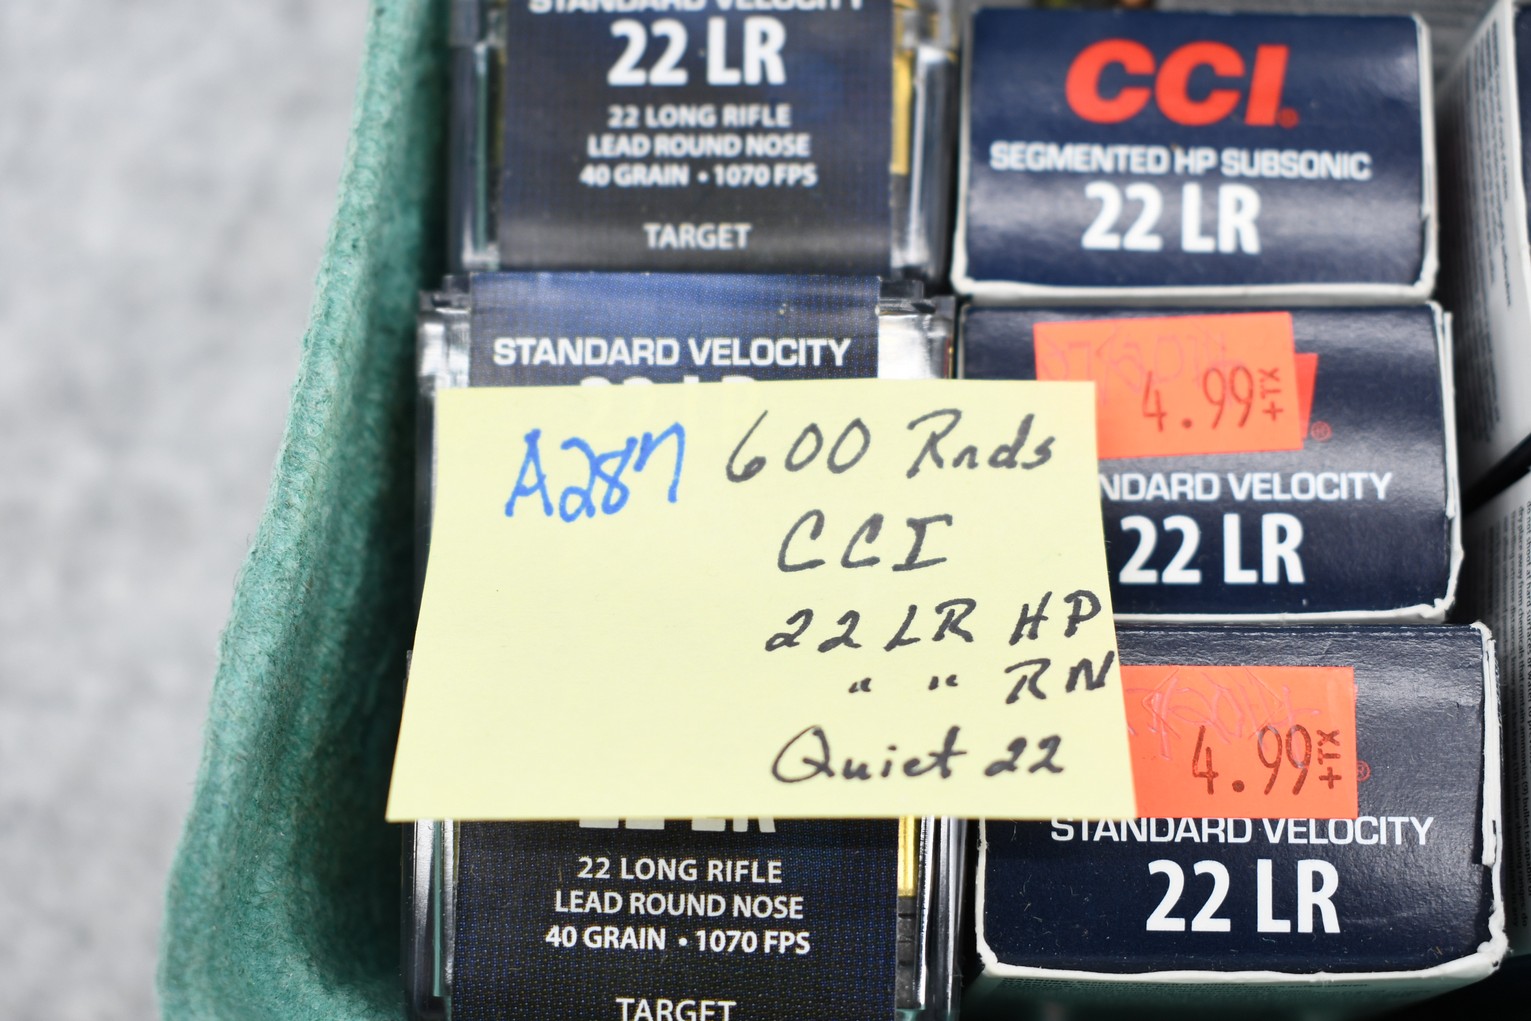 STANDARD VELOCITY
22 LR
22 LONG RIFLE
LEAD ROUND NOSE
40 GRAIN • 1070 FPS
TARGET
CCI®
SEGMENTED HP SUBSONIC
22 LR
STANDARD VELOCITY
4.99 +TX
®
NDARD VELOCITY
22 LR
A287 600 Rnds
CCI
22 LR HP
" " RN
Quiet 22
4.99 +TX
®
STANDARD VELOCITY
22 LR
22 LR
22 LONG RIFLE
LEAD ROUND NOSE
40 GRAIN • 1070 FPS
TARGET